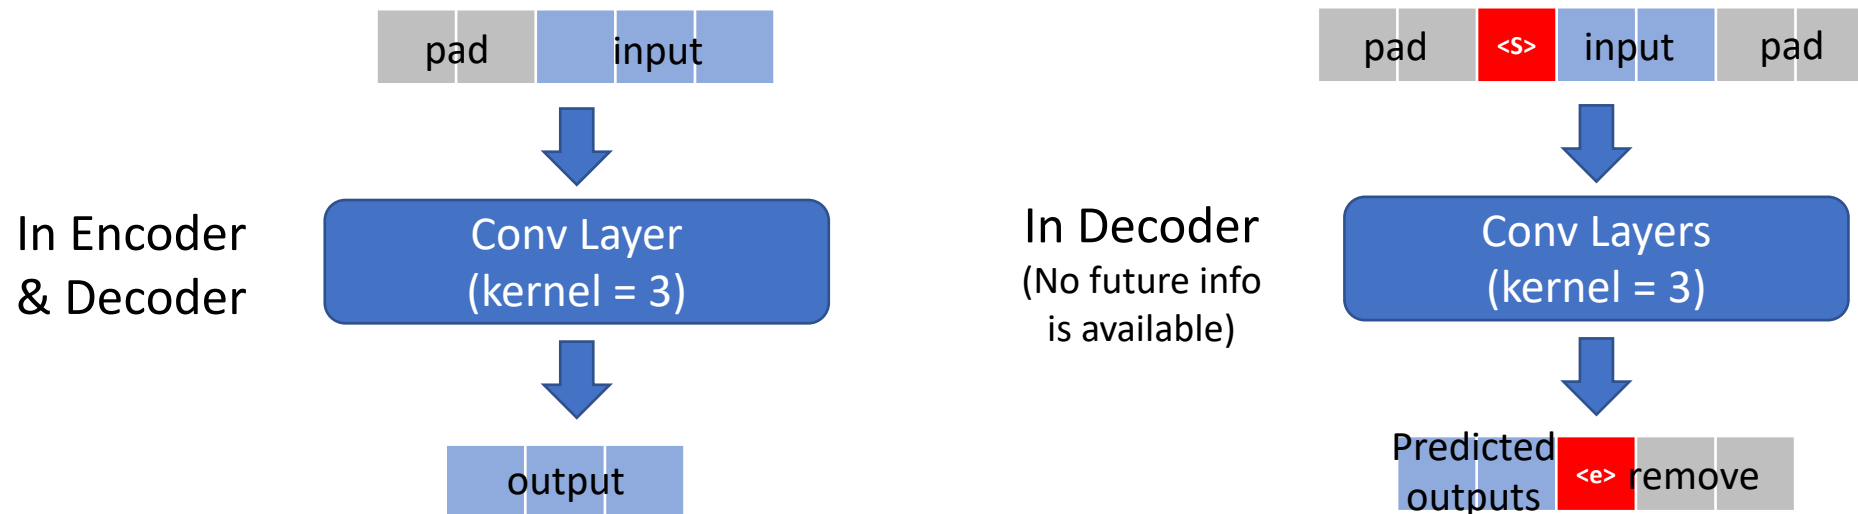 pad
input
In Encoder
& Decoder
Conv Layer
(kernel = 3)
output
pad
<S>
input
pad
In Decoder
(No future info
is available)
Conv Layers
(kernel = 3)
Predicted
outputs
<e>
remove